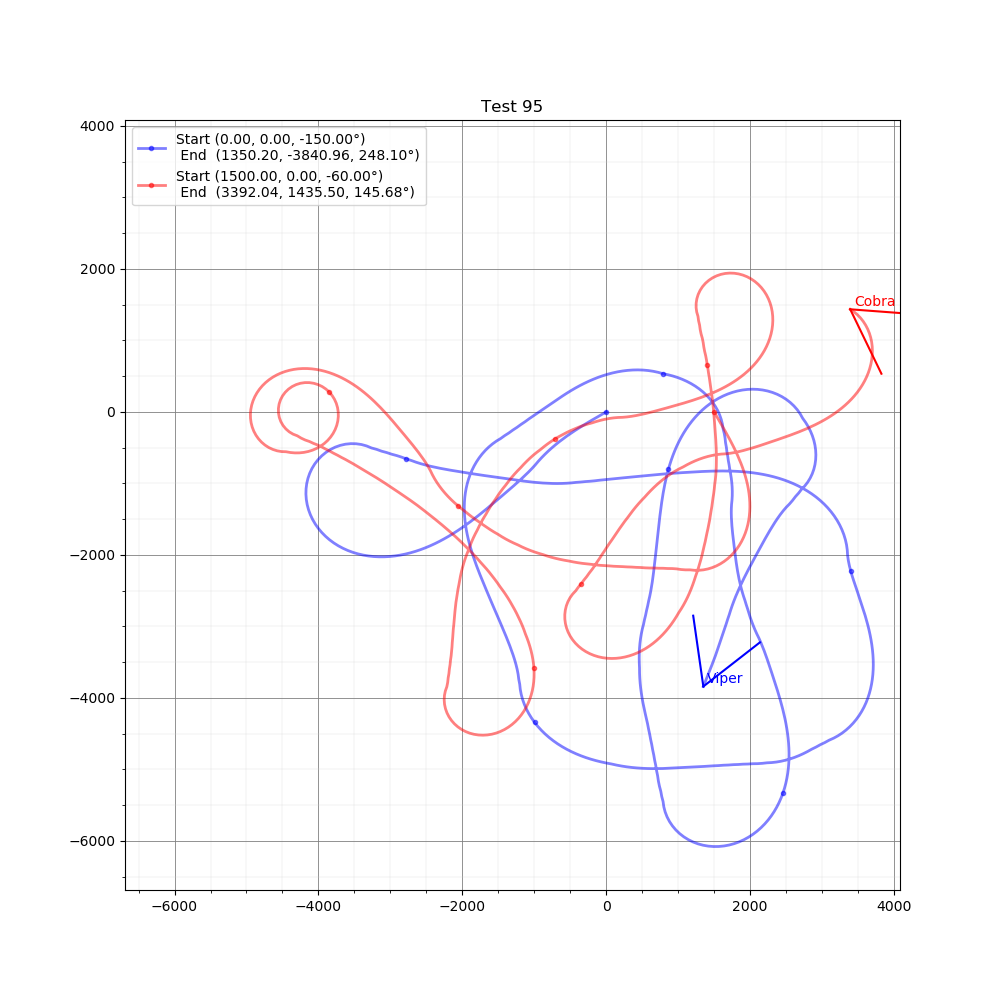 Test 95
Start (0.00, 0.00, -150.00°)
End  (1350.20, -3840.96, 248.10°)
Start (1500.00, 0.00, -60.00°)
End  (3392.04, 1435.50, 145.68°)
4000
2000
0
−2000
−4000
−6000
Cobra
Viper
−6000 −4000 −2000 0 2000 4000